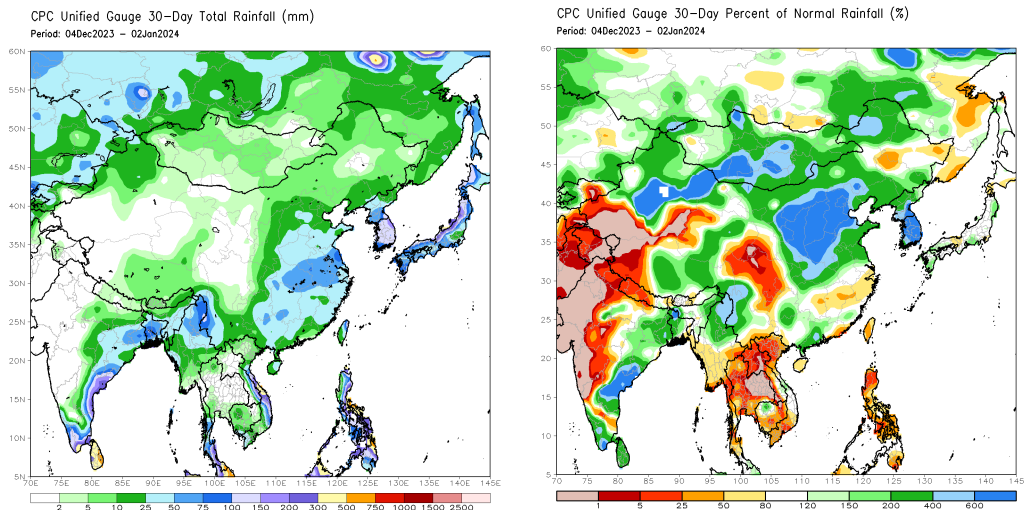 CPC Unified Gauge 30-Day Total Rainfall (mm)
Period: 04Dec2023 – 02Jan2024
60N
55N
50N
45N
40N
35N
30N
25N
20N
15N
10N
5N
70E 75E 80E 85E 90E 95E 100E 105E 110E 115E 120E 125E 130E 135E 140E 145E
2 5 10 25 50 75 100 150 200 300 500 750 1000 1500 2500
CPC Unified Gauge 30-Day Percent of Normal Rainfall (%)
Period: 04Dec2023 – 02Jan2024
60
55
50
45
40
35
30
25
20
15
10
5
70 75 80 85 90 95 100 105 110 115 120 125 130 135 140 145
1 5 25 50 80 120 150 200 400 600